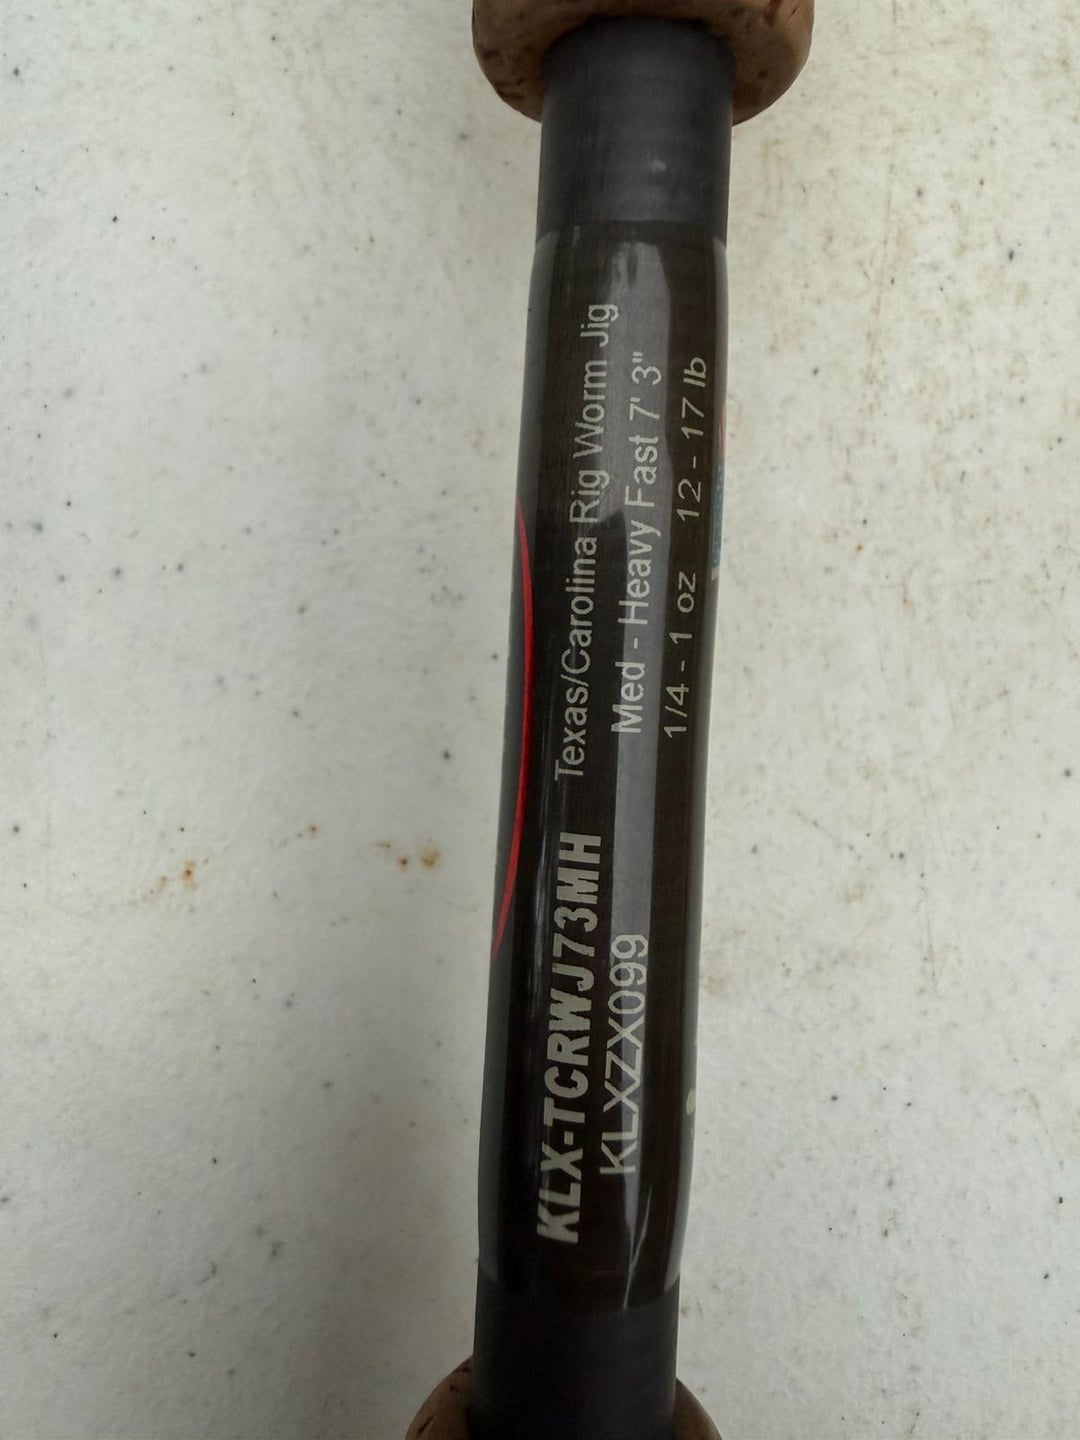 KLX-TCRWJ73MH Texas/Carolina Rig Worm Jig
KLXZX099 Med - Heavy Fast 7' 3"
1/4 - 1 oz 12 - 17 lb